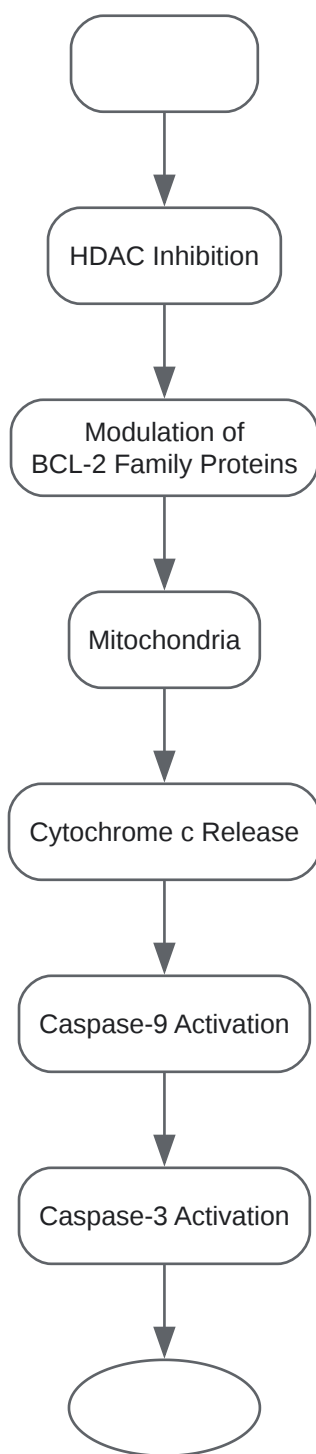 HDAC Inhibition
Modulation of
BCL-2 Family Proteins
Mitochondria
Cytochrome c Release
Caspase-9 Activation
Caspase-3 Activation